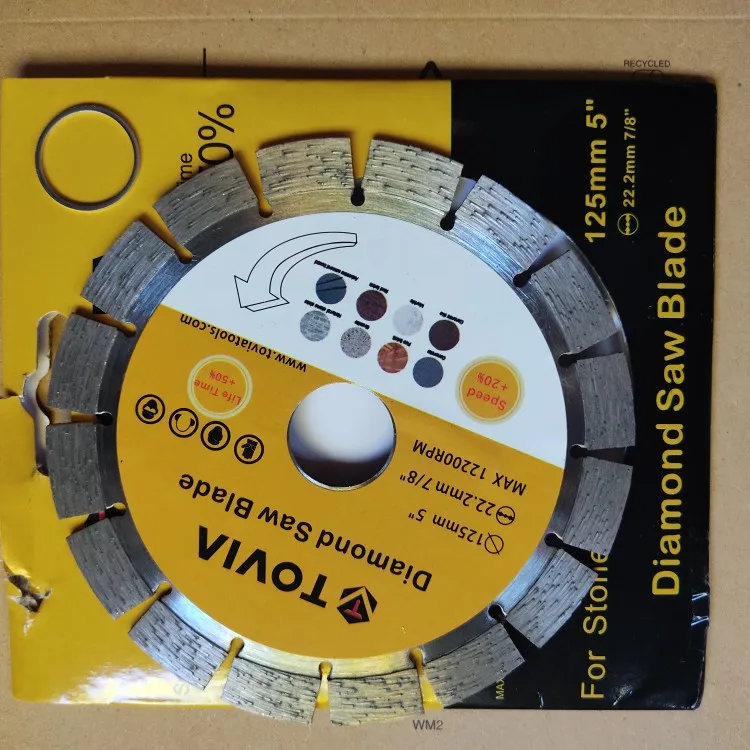 RECYCLED
125mm 5"
22.2mm 7/8"
Diamond Saw Blade
For Stone
0%
WM2
TOVIA
Diamond Saw Blade
125mm 5"
22.2mm 7/8"
MAX 12200RPM
Life Time
+50%
Speed
+20%
www.toviatools.com